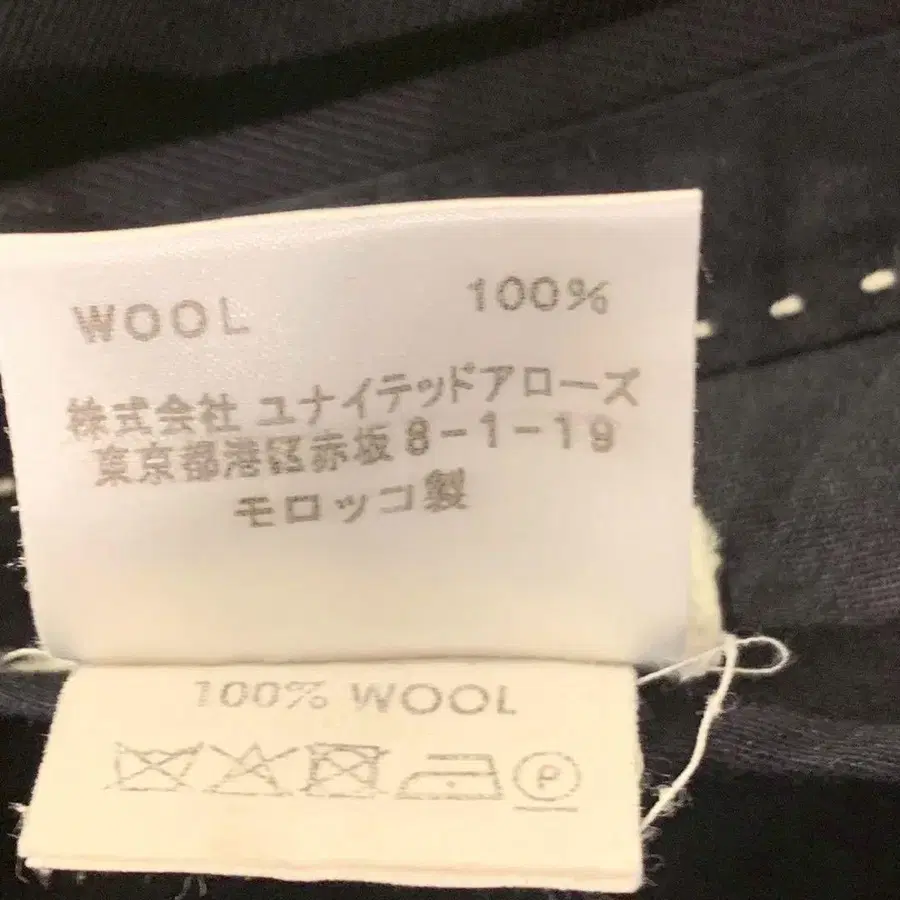 WOOL 100%
株式会社 ユナイテッドアローズ
東京都港区赤坂8-1-19
モロッコ製
100% WOOL
P